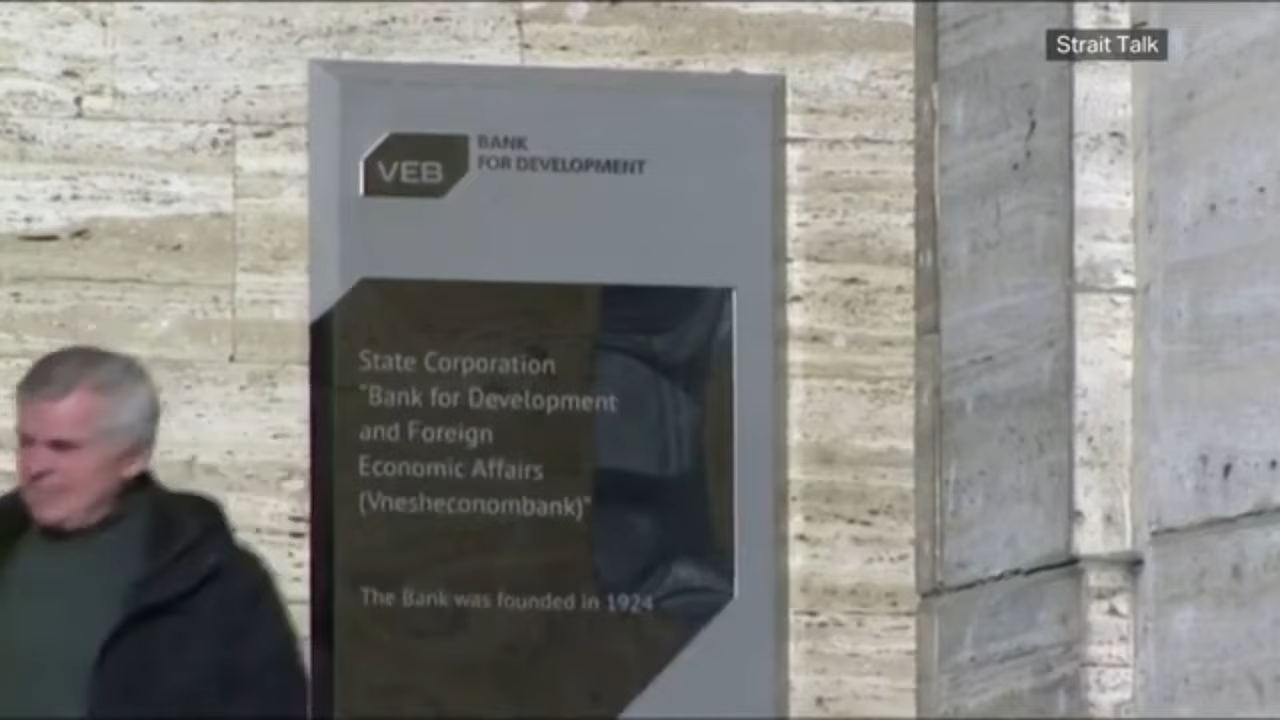 Strait Talk
VEB
BANK
FOR DEVELOPMENT
State Corporation
"Bank for Development
and Foreign
Economic Affairs
(Vnesheconombank)"
The Bank was founded in 1924